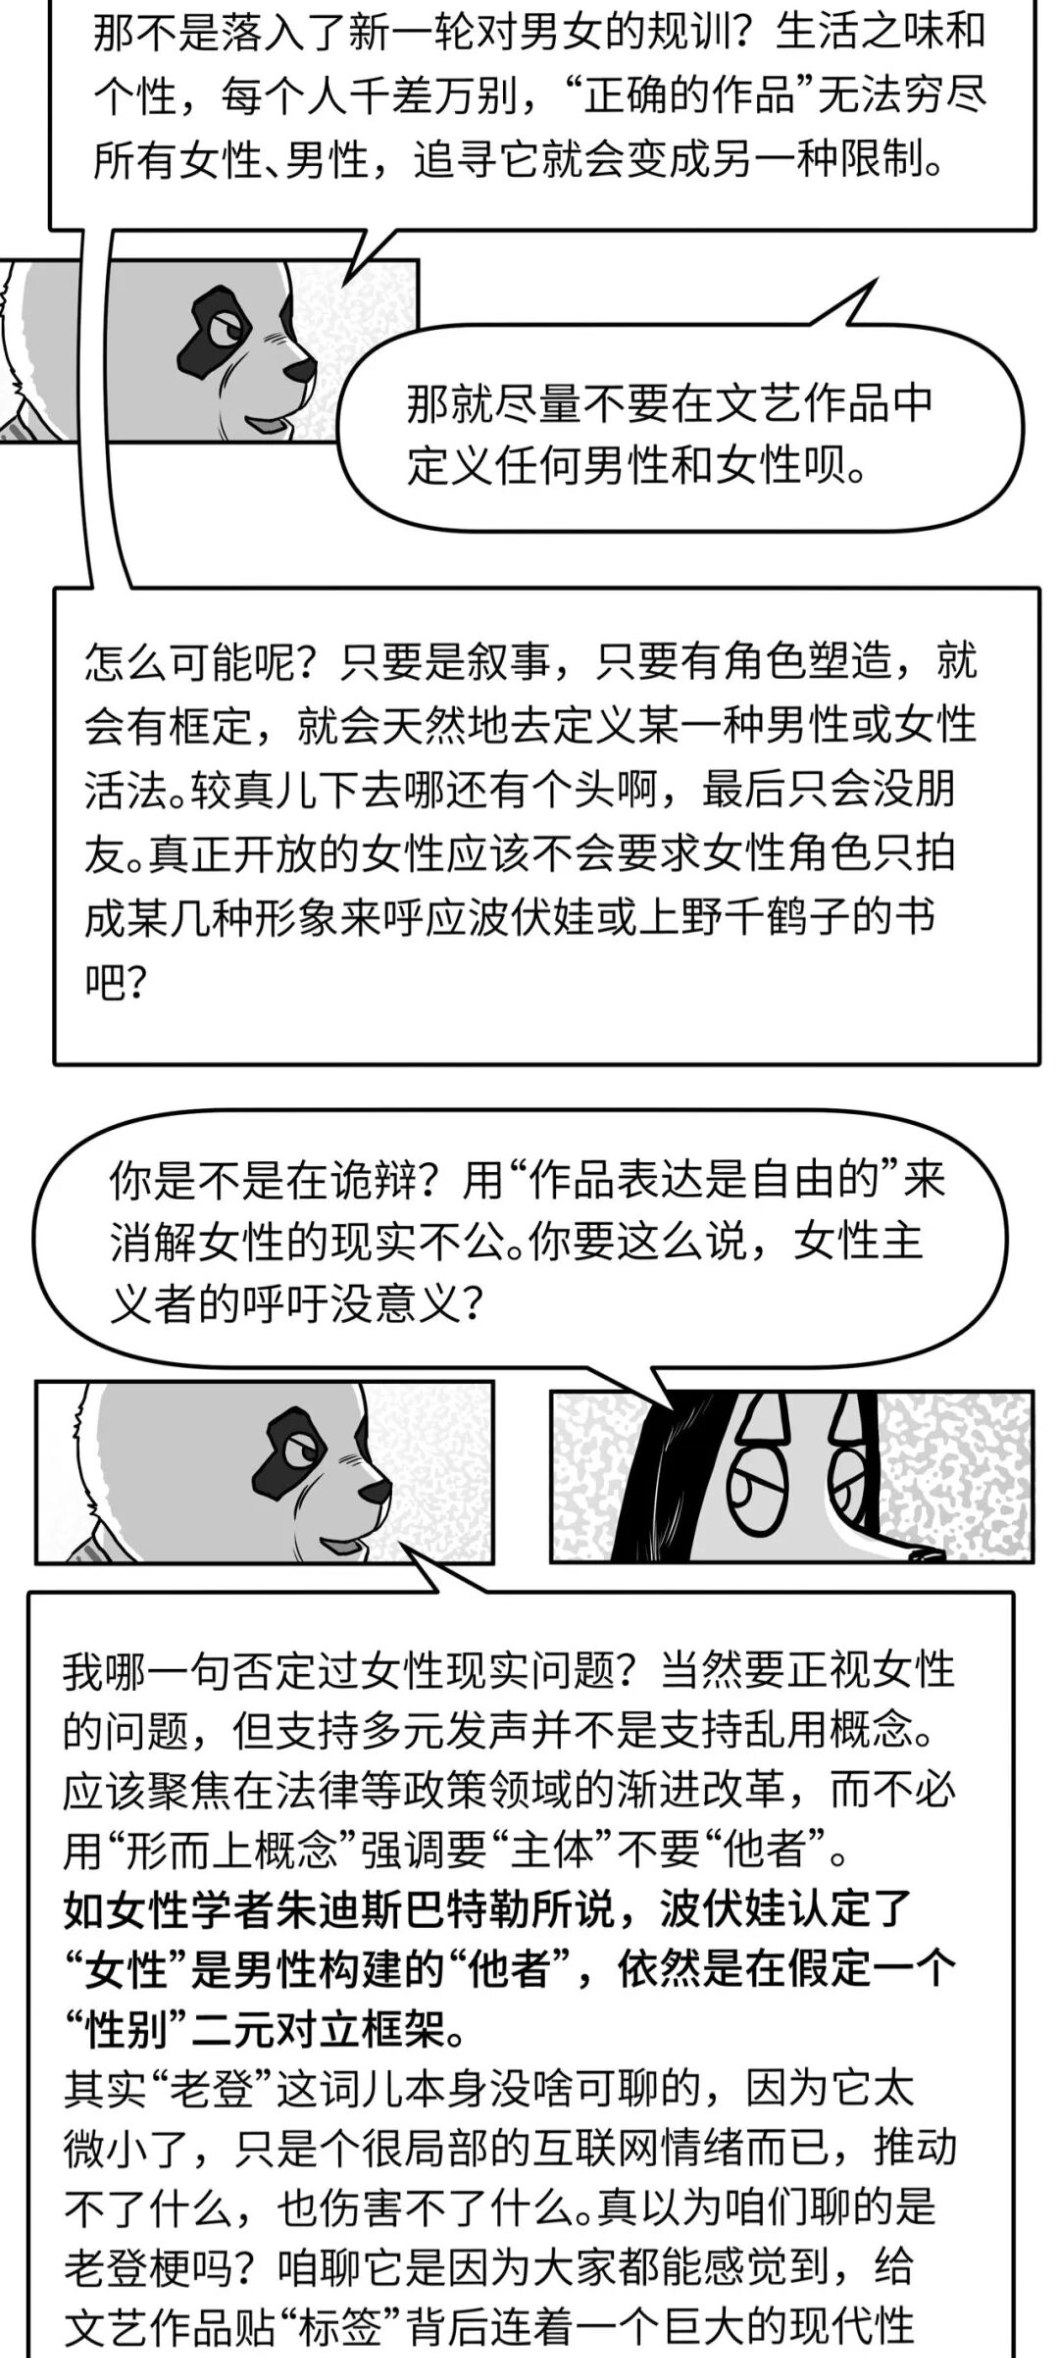 那不是落入了新一轮对男女的规训？生活之味和
个性，每个人千差万别，“正确的作品”无法穷尽
所有女性、男性，追寻它就会变成另一种限制。
那就尽量不要在文艺作品中
定义任何男性和女性呗。
怎么可能呢？只要是叙事，只要有角色塑造，就
会有框定，就会天然地去定义某一种男性或女性
活法。较真儿下去哪还有个头啊，最后只会没朋
友。真正开放的女性应该不会要求女性角色只拍
成某几种形象来呼应波伏娃或上野千鹤子的书
吧？
你是不是在诡辩？用“作品表达是自由的”来
消解女性的现实不公。你要这么说，女性主
义者的呼吁没意义？
我哪一句否定过女性现实问题？当然要正视女性
的问题，但支持多元发声并不是支持乱用概念。
应该聚焦在法律等政策领域的渐进改革，而不必
用“形而上概念”强调要“主体”不要“他者”。
如女性学者朱迪斯巴特勒所说，波伏娃认定了
“女性”是男性构建的“他者”，依然是在假定一个
“性别”二元对立框架。
其实“老登”这词儿本身没啥可聊的，因为它太
微小了，只是个很局部的互联网情绪而已，推动
不了什么，也伤害不了什么。真以为咱们聊的是
老登梗吗？咱聊它是因为大家都能感觉到，给
文艺作品贴“标签”背后连着一个巨大的现代性